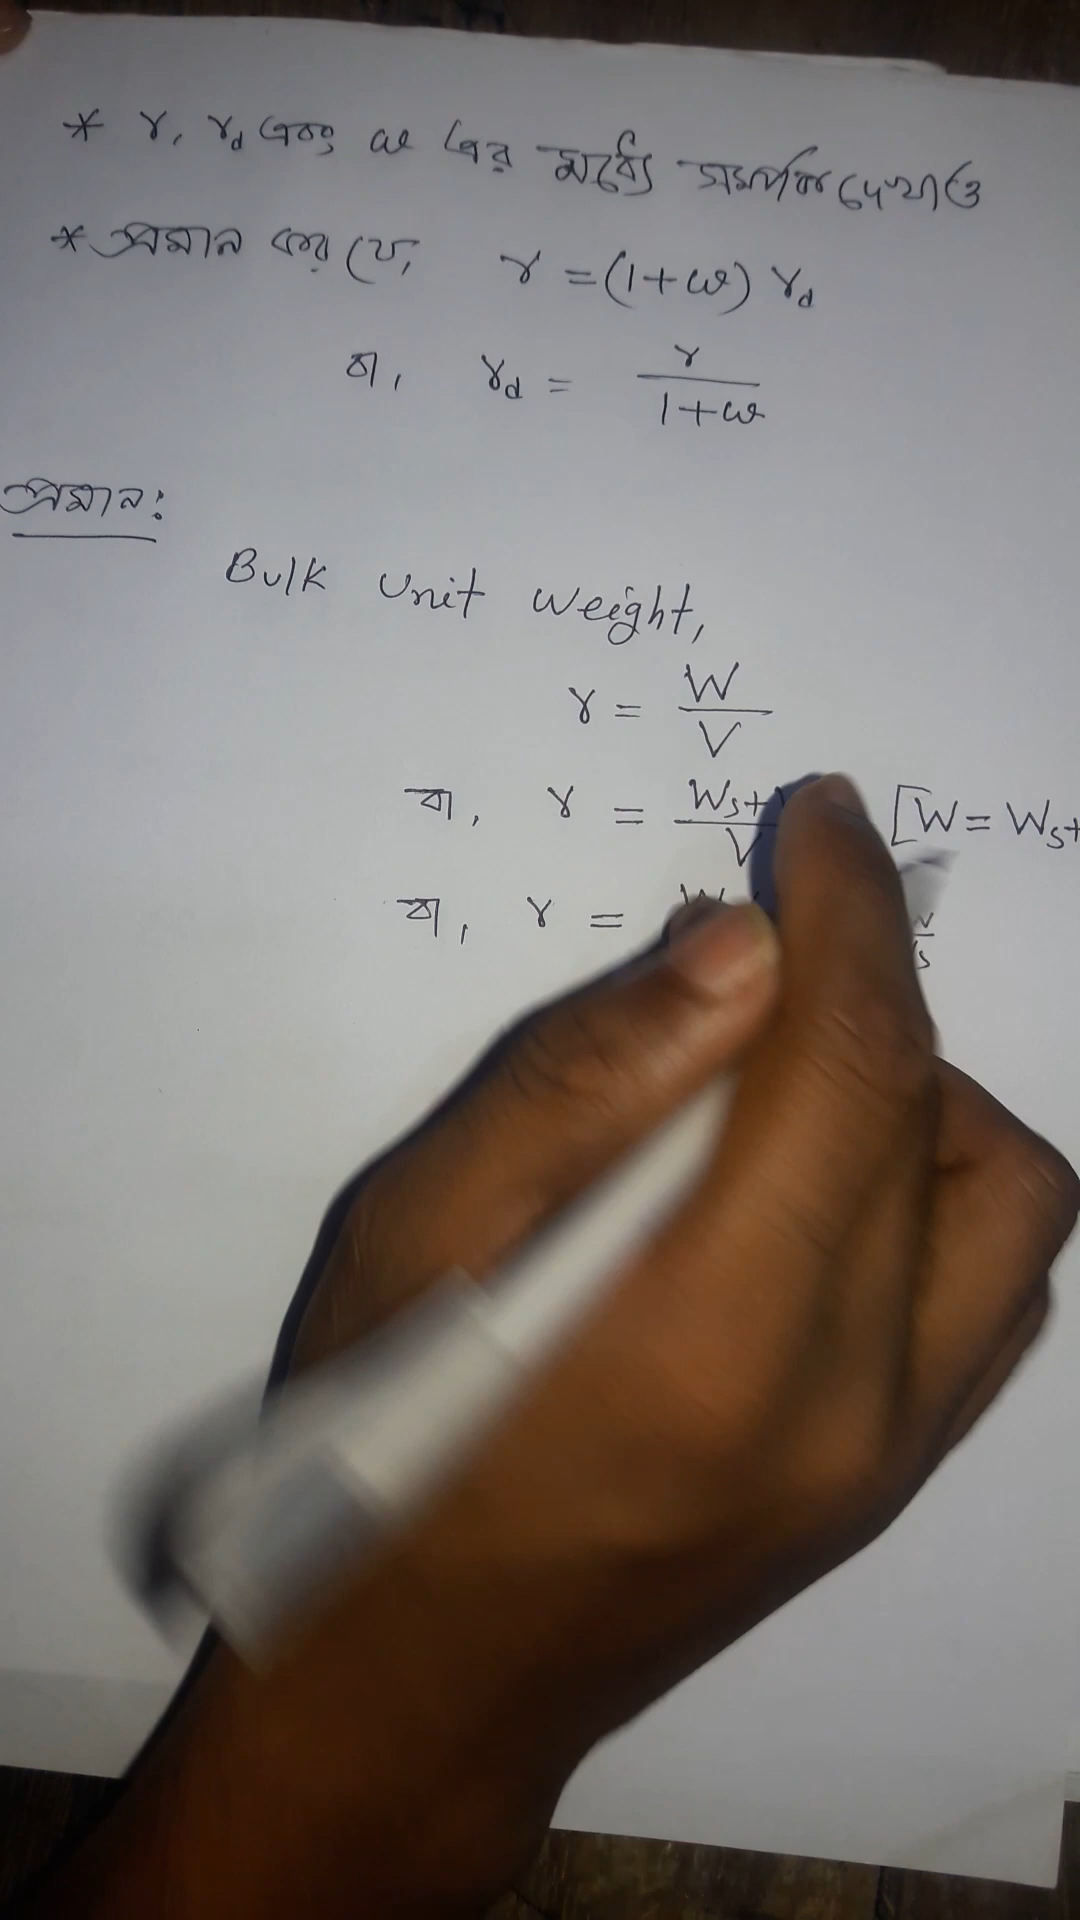 * γ, γd এবং ω এর মধ্যে সম্পর্ক দেখাও
* প্রমান কর যে, γ = (1+ω) γd
বা, γd = γ / 1+ω
প্রমান:
Bulk Unit Weight,
γ = W / V
বা, γ = Ws+ / V [W = Ws+
বা, γ =